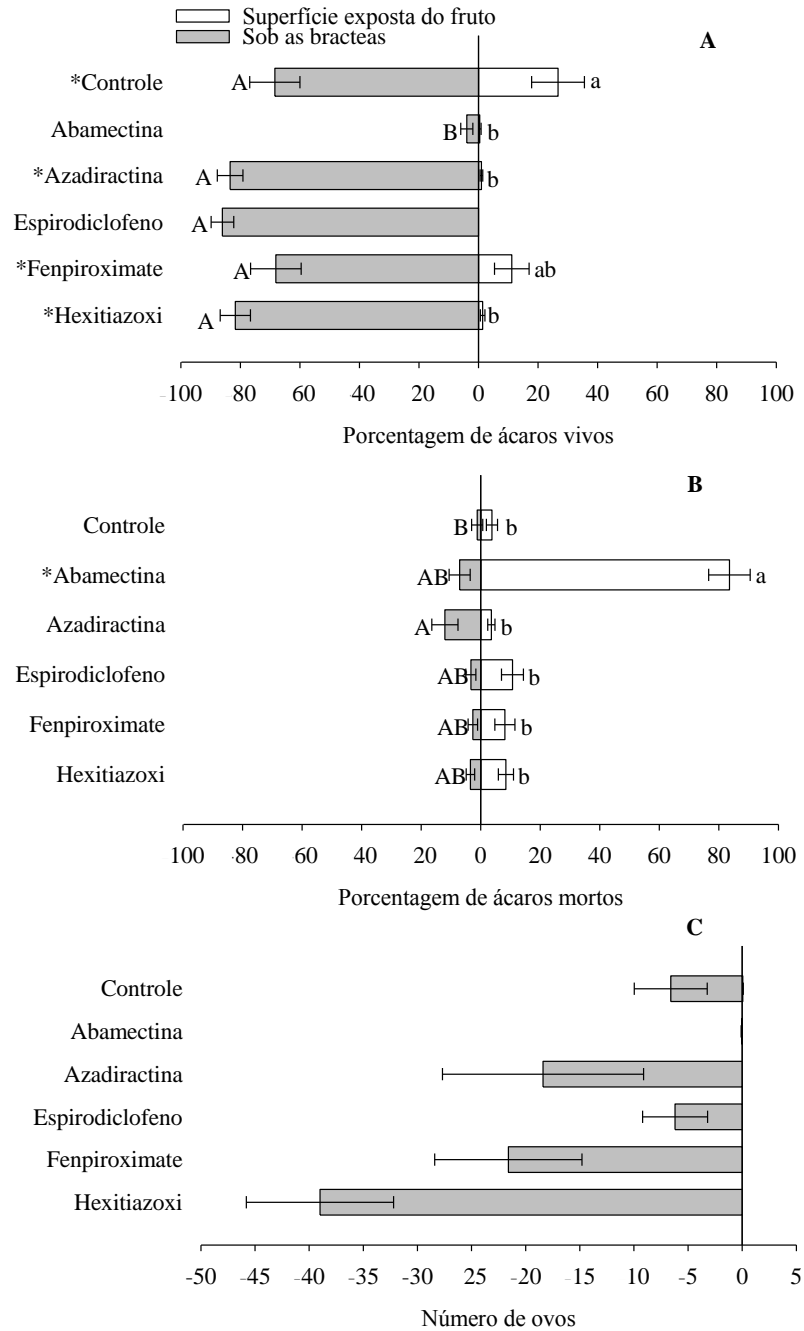 Superfície exposta do fruto
Sob as bracteas
A
*Controle A a
Abamectina B b
*Azadiractina A b
Espirodiclofeno A
*Fenpiroximate A ab
*Hexitiazoxi A b
-100 80 60 40 20 0 20 40 60 80 100
Porcentagem de ácaros vivos
B
Controle B b
*Abamectina AB a
Azadiractina A b
Espirodiclofeno AB b
Fenpiroximate AB b
Hexitiazoxi AB b
-100 -80 -60 -40 20 0 20 40 60 80 100
Porcentagem de ácaros mortos
C
Controle
Abamectina
Azadiractina
Espirodiclofeno
Fenpiroximate
Hexitiazoxi
-50 -45 -40 -35 -30 -25 -20 -15 -10 -5 0 5
Número de ovos